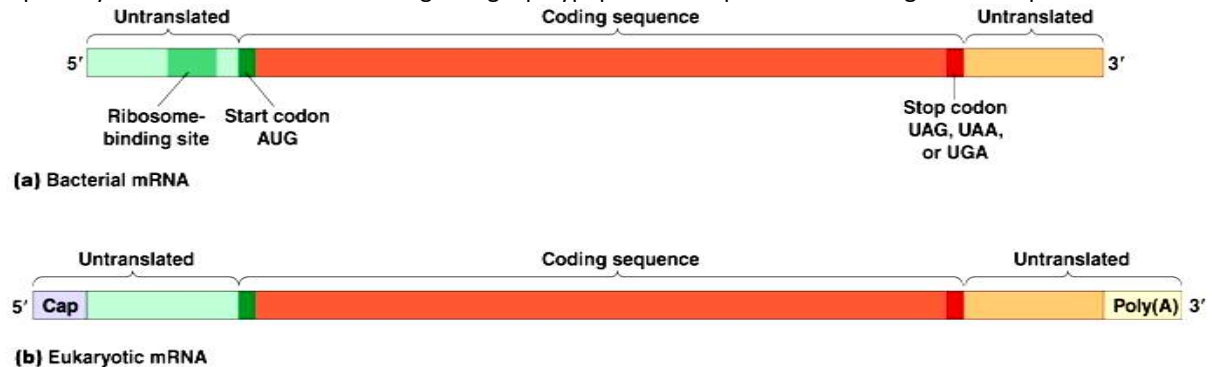 Untranslated Coding sequence Untranslated
5′ 3′
Ribosome-
binding site
Start codon
AUG
Stop codon
UAG, UAA,
or UGA
(a) Bacterial mRNA
Untranslated Coding sequence Untranslated
5′ Cap Poly(A) 3′
(b) Eukaryotic mRNA